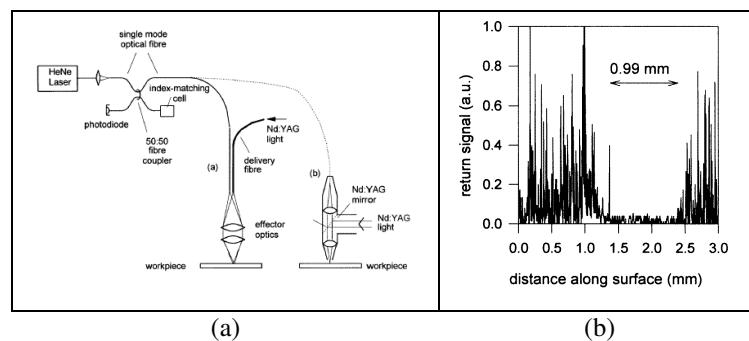 single mode
optical fibre
HeNe
Laser
index-matching
cell
photodiode
50:50
fibre
coupler
Nd:YAG
light
(a)
delivery
fibre
(b)
Nd:YAG
mirror
Nd:YAG
light
effector
optics
workpiece
workpiece
(a)
return signal (a.u.)
1.0
0.8
0.6
0.4
0.2
0.0
0.99 mm
0.0 0.5 1.0 1.5 2.0 2.5 3.0
distance along surface (mm)
(b)